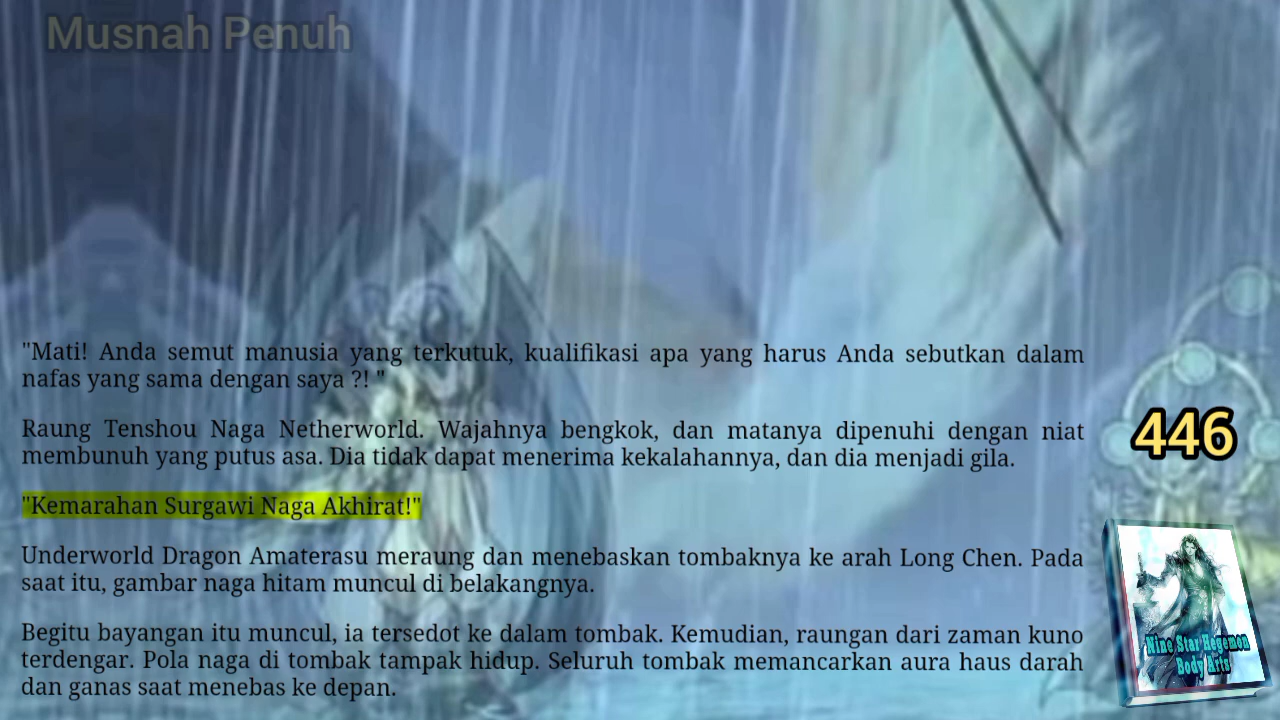 Musnah Penuh
"Mati! Anda semut manusia yang terkutuk, kualifikasi apa yang harus Anda sebutkan dalam
nafas yang sama dengan saya ?! "
Raung Tenshou Naga Netherworld. Wajahnya bengkok, dan matanya dipenuhi dengan niat
membunuh yang putus asa. Dia tidak dapat menerima kekalahannya, dan dia menjadi gila.
"Kemarahan Surgawi Naga Akhirat!"
Underworld Dragon Amaterasu meraung dan menebaskan tombaknya ke arah Long Chen. Pada
saat itu, gambar naga hitam muncul di belakangnya.
Begitu bayangan itu muncul, ia tersedot ke dalam tombak. Kemudian, raungan dari zaman kuno
terdengar. Pola naga di tombak tampak hidup. Seluruh tombak memancarkan aura haus darah
dan ganas saat menebas ke depan.
446
Nine Star Hegemon
Body Arts